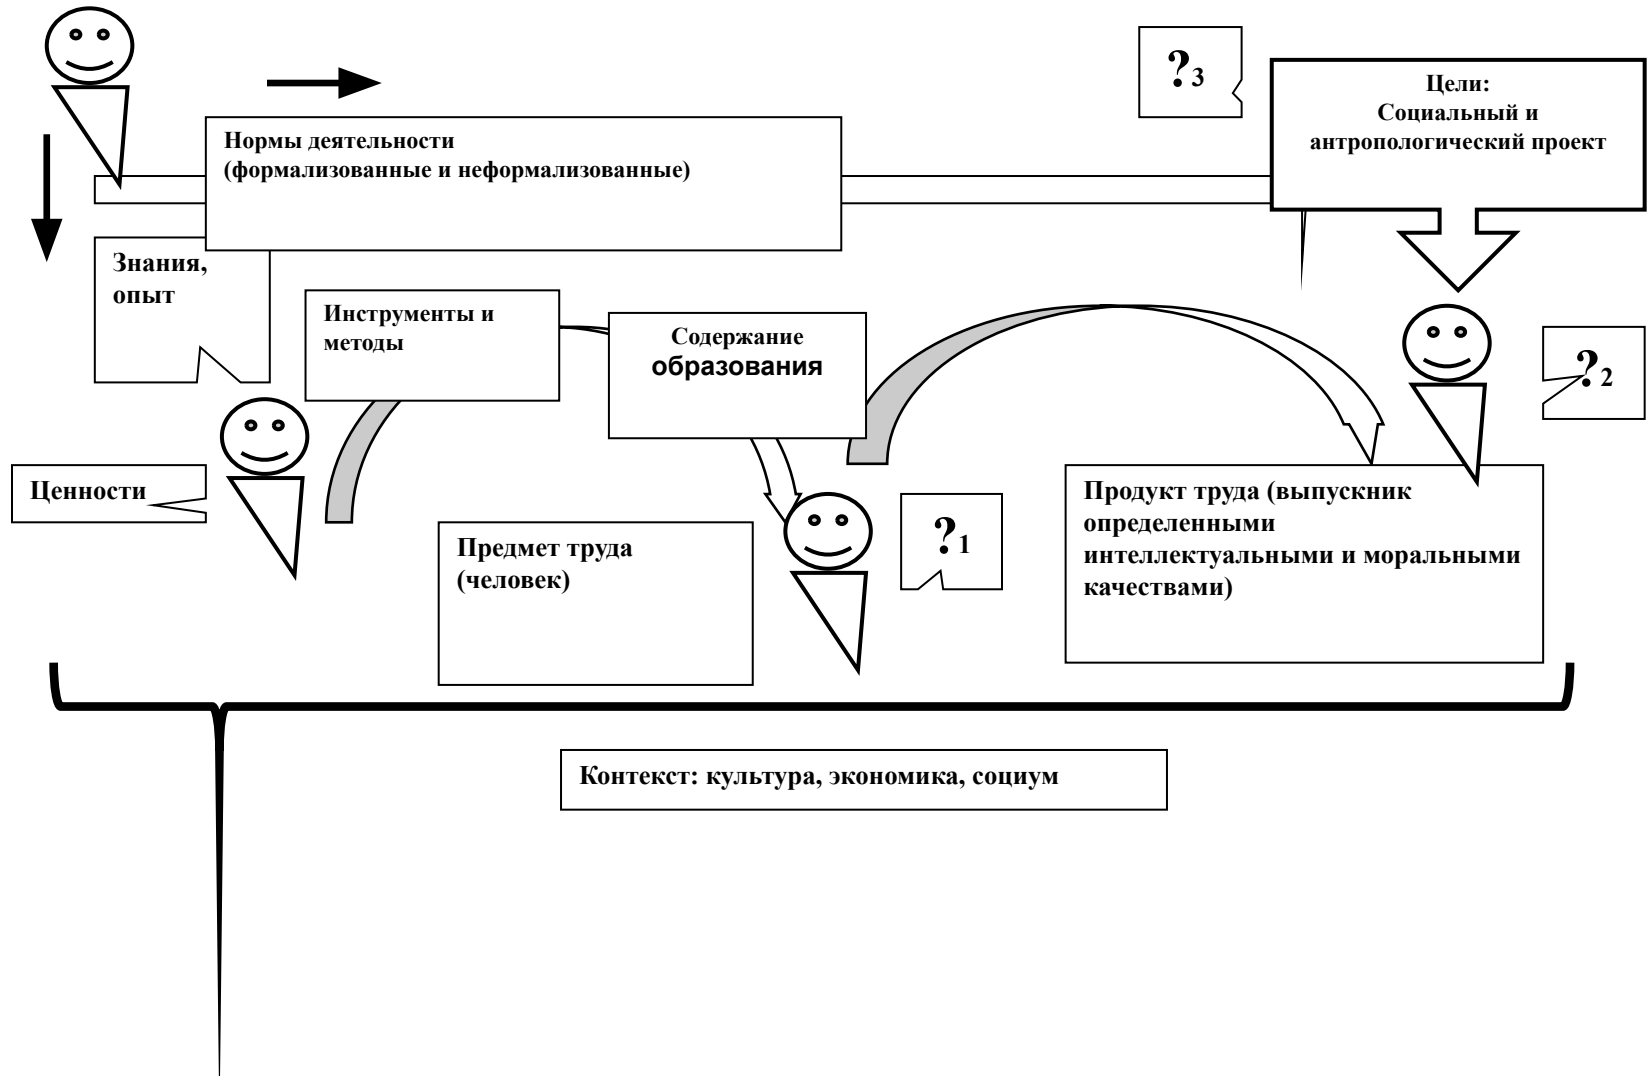 ?3
Цели:
Социальный и
антропологический проект
Нормы деятельности
(формализованные и неформализованные)
Знания,
опыт
Инструменты и
методы
Содержание
образования
?2
Ценности
Предмет труда
(человек)
?1
Продукт труда (выпускник
определенными
интеллектуальными и моральными
качествами)
Контекст: культура, экономика, социум